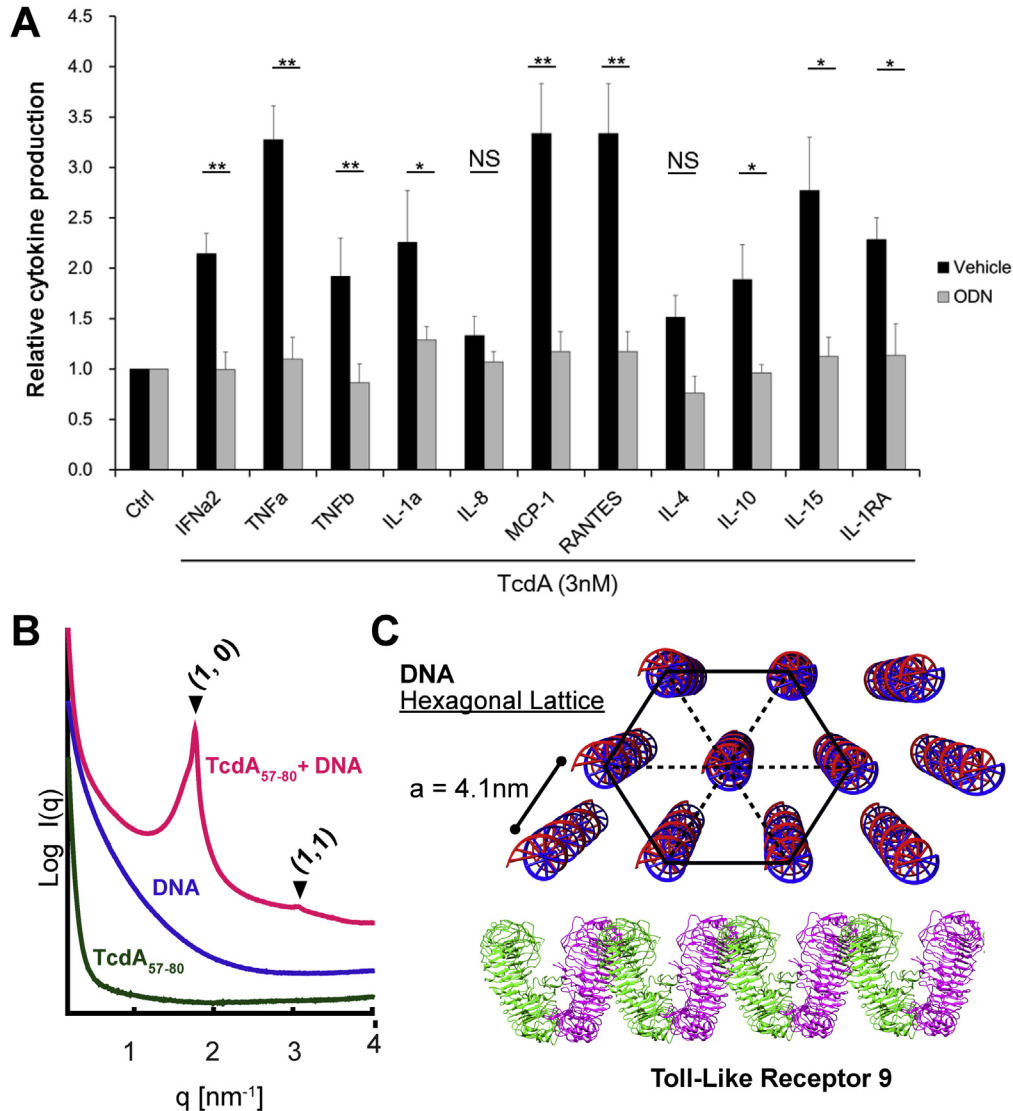 A
Relative cytokine production
4.5
4.0
3.5
3.0
2.5
2.0
1.5
1.0
0.5
0.0
**
**
**
*
NS
**
**
NS
*
*
*
Vehicle
ODN
Ctrl
IFNa2
TNFa
TNFb
IL-1a
IL-8
MCP-1
RANTES
IL-4
IL-10
IL-15
IL-1RA
TcdA (3nM)
B
Log I(q)
(1, 0)
TcdA57-80+ DNA
(1,1)
DNA
TcdA57-80
1 2 3 4
q [nm-1]
C
DNA
Hexagonal Lattice
a = 4.1nm
Toll-Like Receptor 9